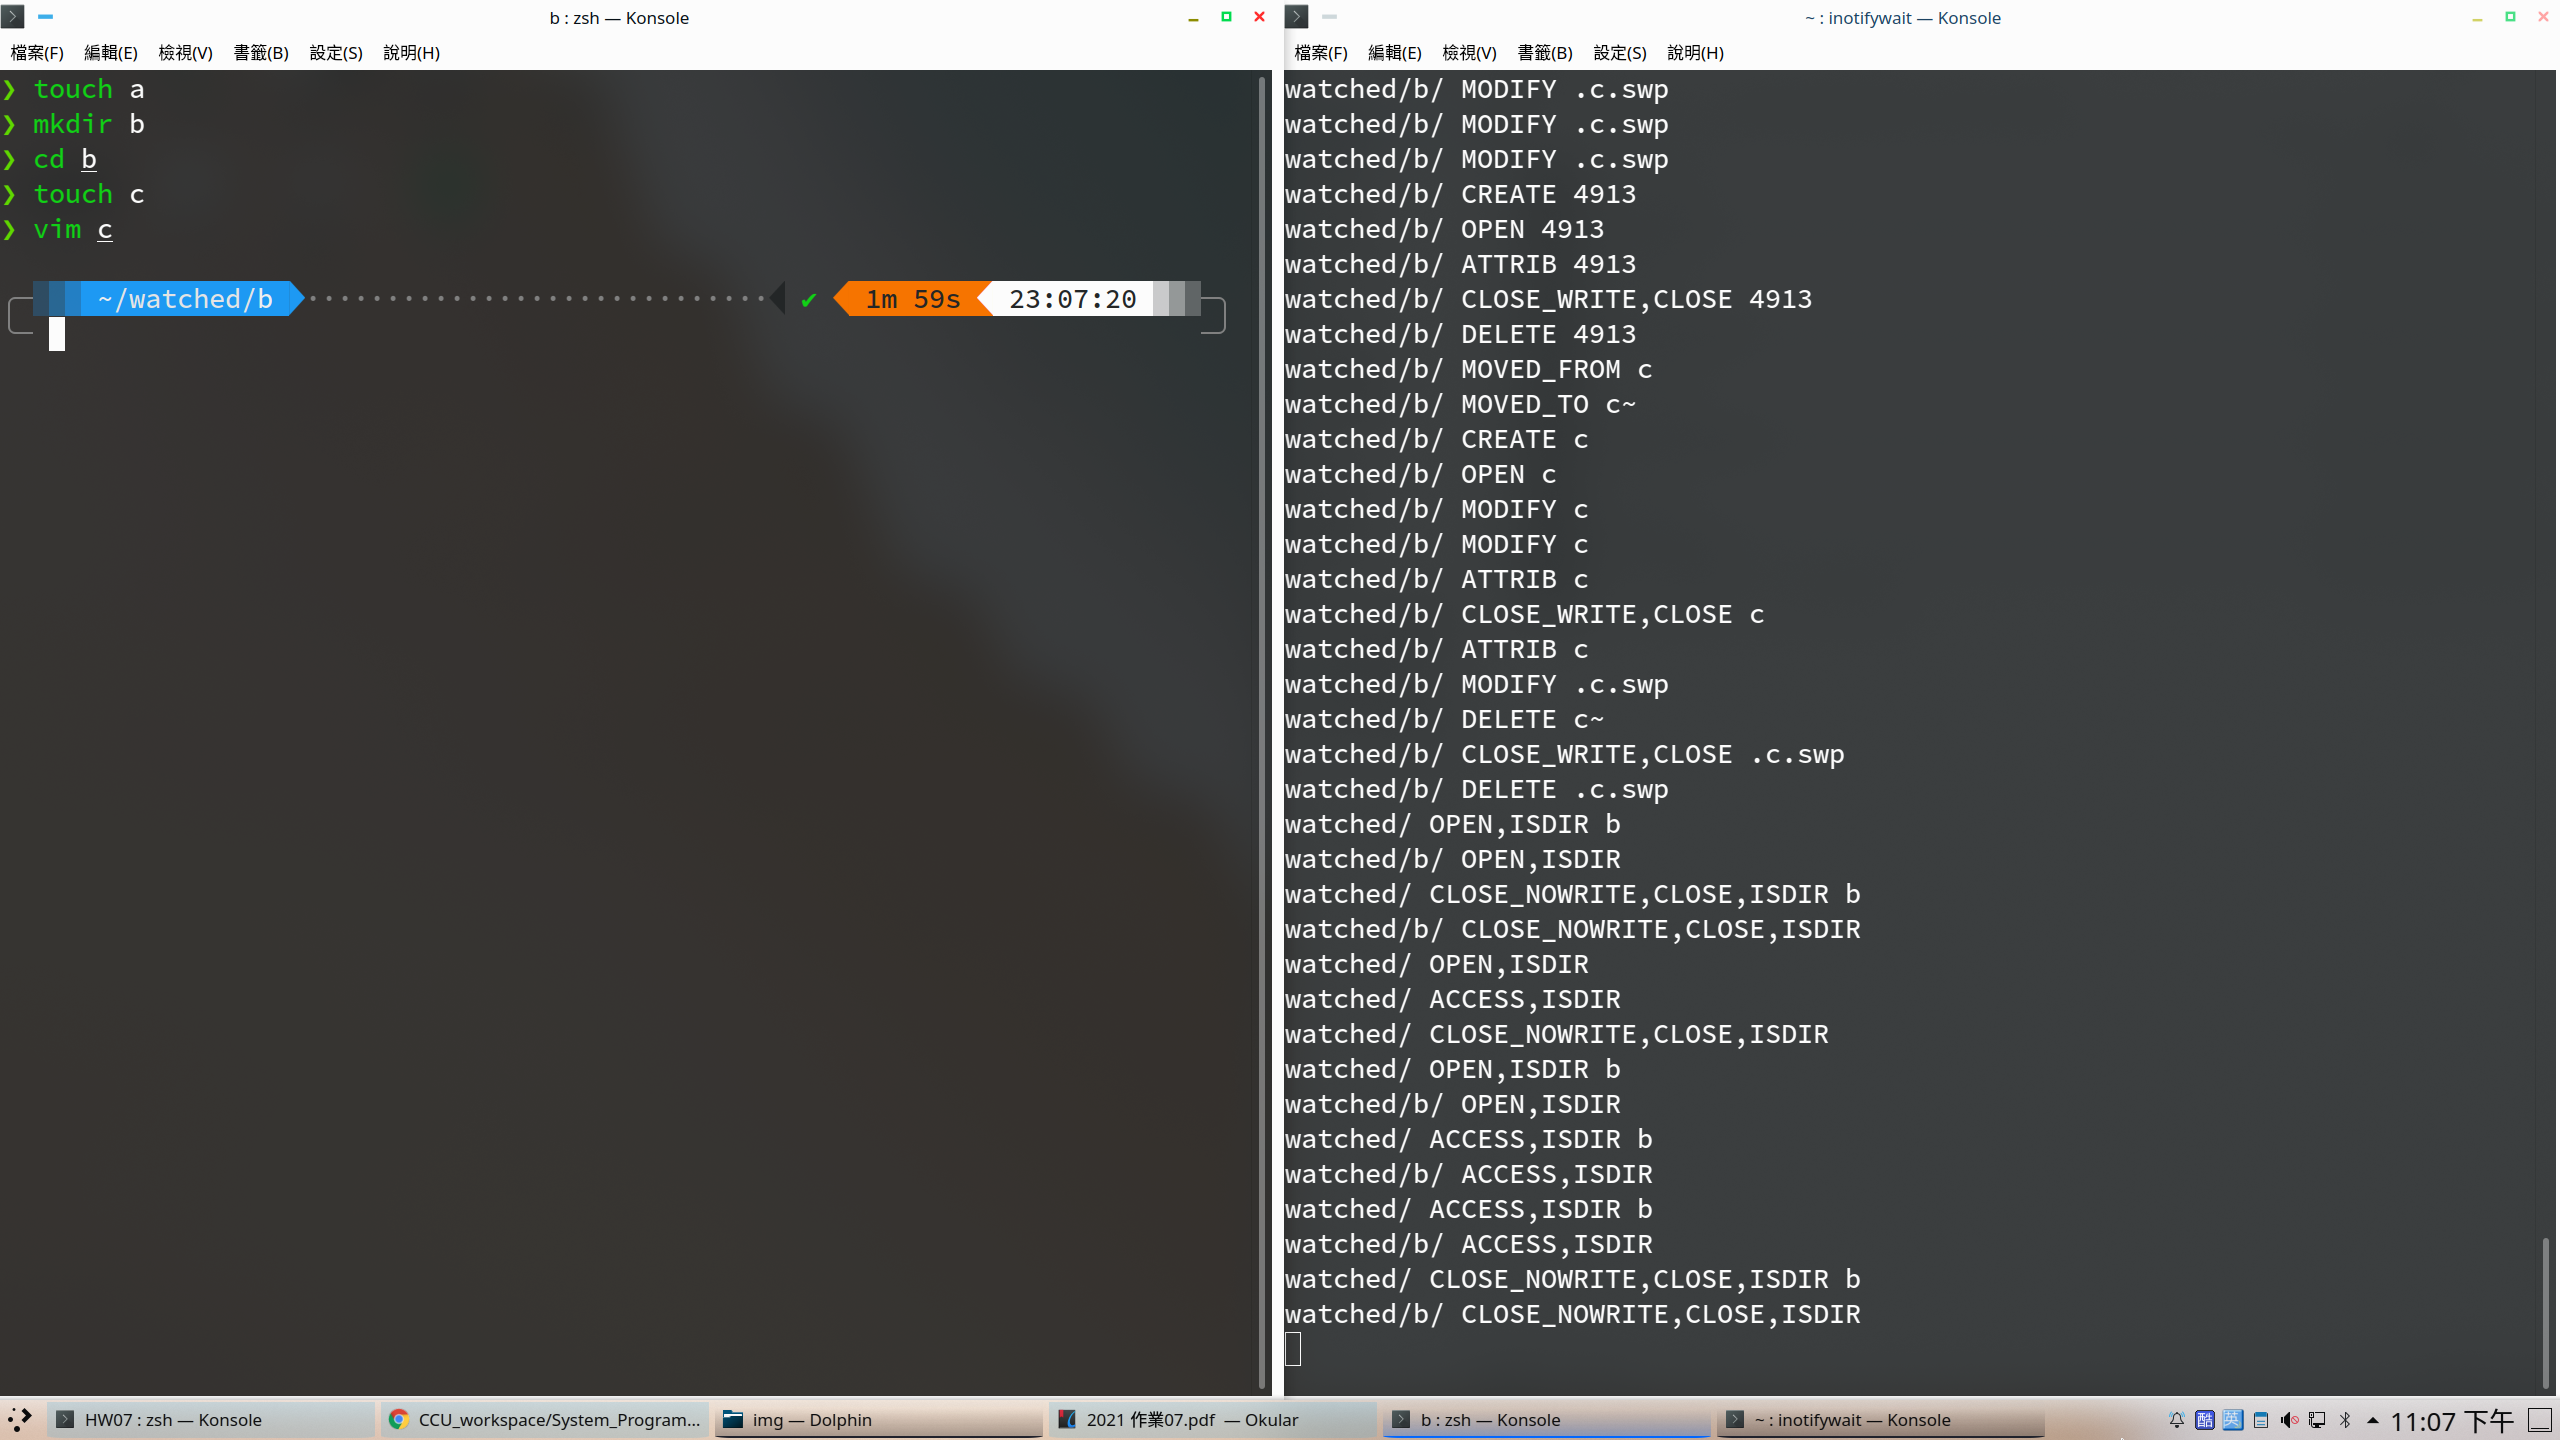 b : zsh — Konsole
檔案(F) 編輯(E) 檢視(V) 書籤(B) 設定(S) 說明(H)
❯ touch a
❯ mkdir b
❯ cd b
❯ touch c
❯ vim c
~/watched/b ✔ 1m 59s 23:07:20
~ : inotifywait — Konsole
檔案(F) 編輯(E) 檢視(V) 書籤(B) 設定(S) 說明(H)
watched/b/ MODIFY .c.swp
watched/b/ MODIFY .c.swp
watched/b/ MODIFY .c.swp
watched/b/ CREATE 4913
watched/b/ OPEN 4913
watched/b/ ATTRIB 4913
watched/b/ CLOSE_WRITE,CLOSE 4913
watched/b/ DELETE 4913
watched/b/ MOVED_FROM c
watched/b/ MOVED_TO c~
watched/b/ CREATE c
watched/b/ OPEN c
watched/b/ MODIFY c
watched/b/ MODIFY c
watched/b/ ATTRIB c
watched/b/ CLOSE_WRITE,CLOSE c
watched/b/ ATTRIB c
watched/b/ MODIFY .c.swp
watched/b/ DELETE c~
watched/b/ CLOSE_WRITE,CLOSE .c.swp
watched/b/ DELETE .c.swp
watched/ OPEN,ISDIR b
watched/b/ OPEN,ISDIR
watched/ CLOSE_NOWRITE,CLOSE,ISDIR b
watched/b/ CLOSE_NOWRITE,CLOSE,ISDIR
watched/ OPEN,ISDIR
watched/ ACCESS,ISDIR
watched/ CLOSE_NOWRITE,CLOSE,ISDIR
watched/ OPEN,ISDIR b
watched/b/ OPEN,ISDIR
watched/ ACCESS,ISDIR b
watched/b/ ACCESS,ISDIR
watched/ ACCESS,ISDIR b
watched/b/ ACCESS,ISDIR
watched/ CLOSE_NOWRITE,CLOSE,ISDIR b
watched/b/ CLOSE_NOWRITE,CLOSE,ISDIR
HW07 : zsh — Konsole CCU_workspace/System_Program... img — Dolphin 2021 作業07.pdf — Okular b : zsh — Konsole ~ : inotifywait — Konsole 酷 英 11:07 下午